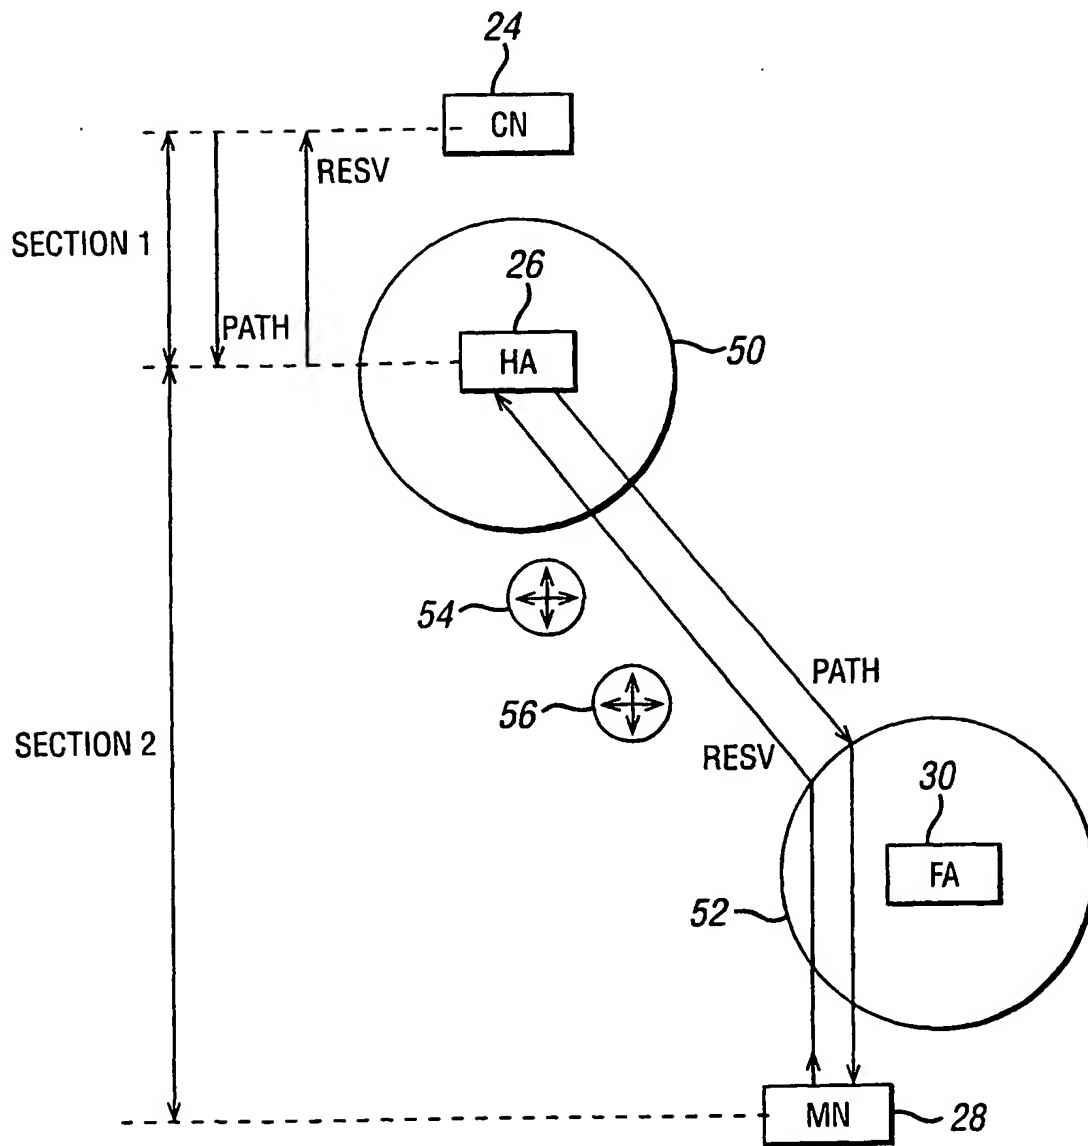 24
CN
RESV
SECTION 1
26
PATH
HA
50
54
PATH
56
SECTION 2
RESV
30
FA
52
MN
28